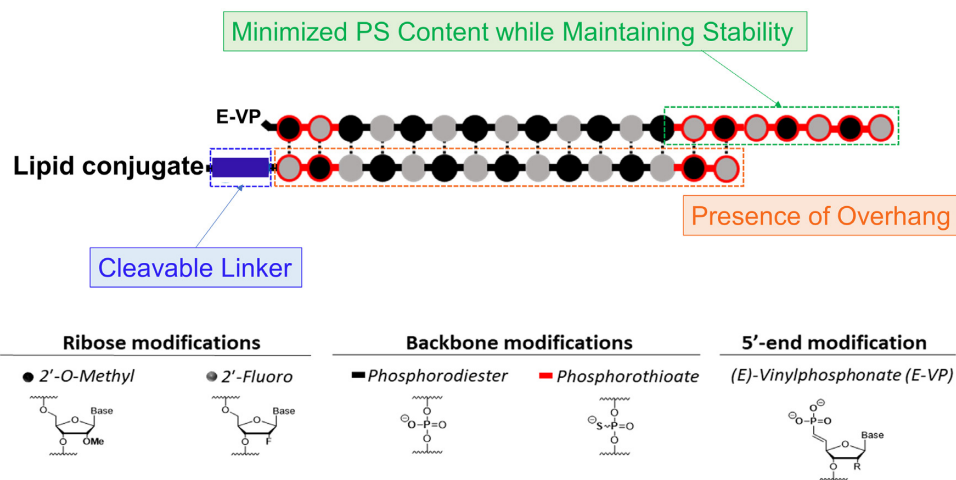 Minimized PS Content while Maintaining Stability
E-VP
Lipid conjugate
Presence of Overhang
Cleavable Linker
Ribose modifications
Backbone modifications
5'-end modification
2'-O-Methyl
2'-Fluoro
Phosphorodiester
Phosphorothioate
(E)-Vinylphosphonate (E-VP)
O
O
Base
O
OMe
O
O
Base
O
F
O
⊖O-P=O
O
O
⊖S~P=O
O
O⊖
⊖O-P=O
O
Base
O
R